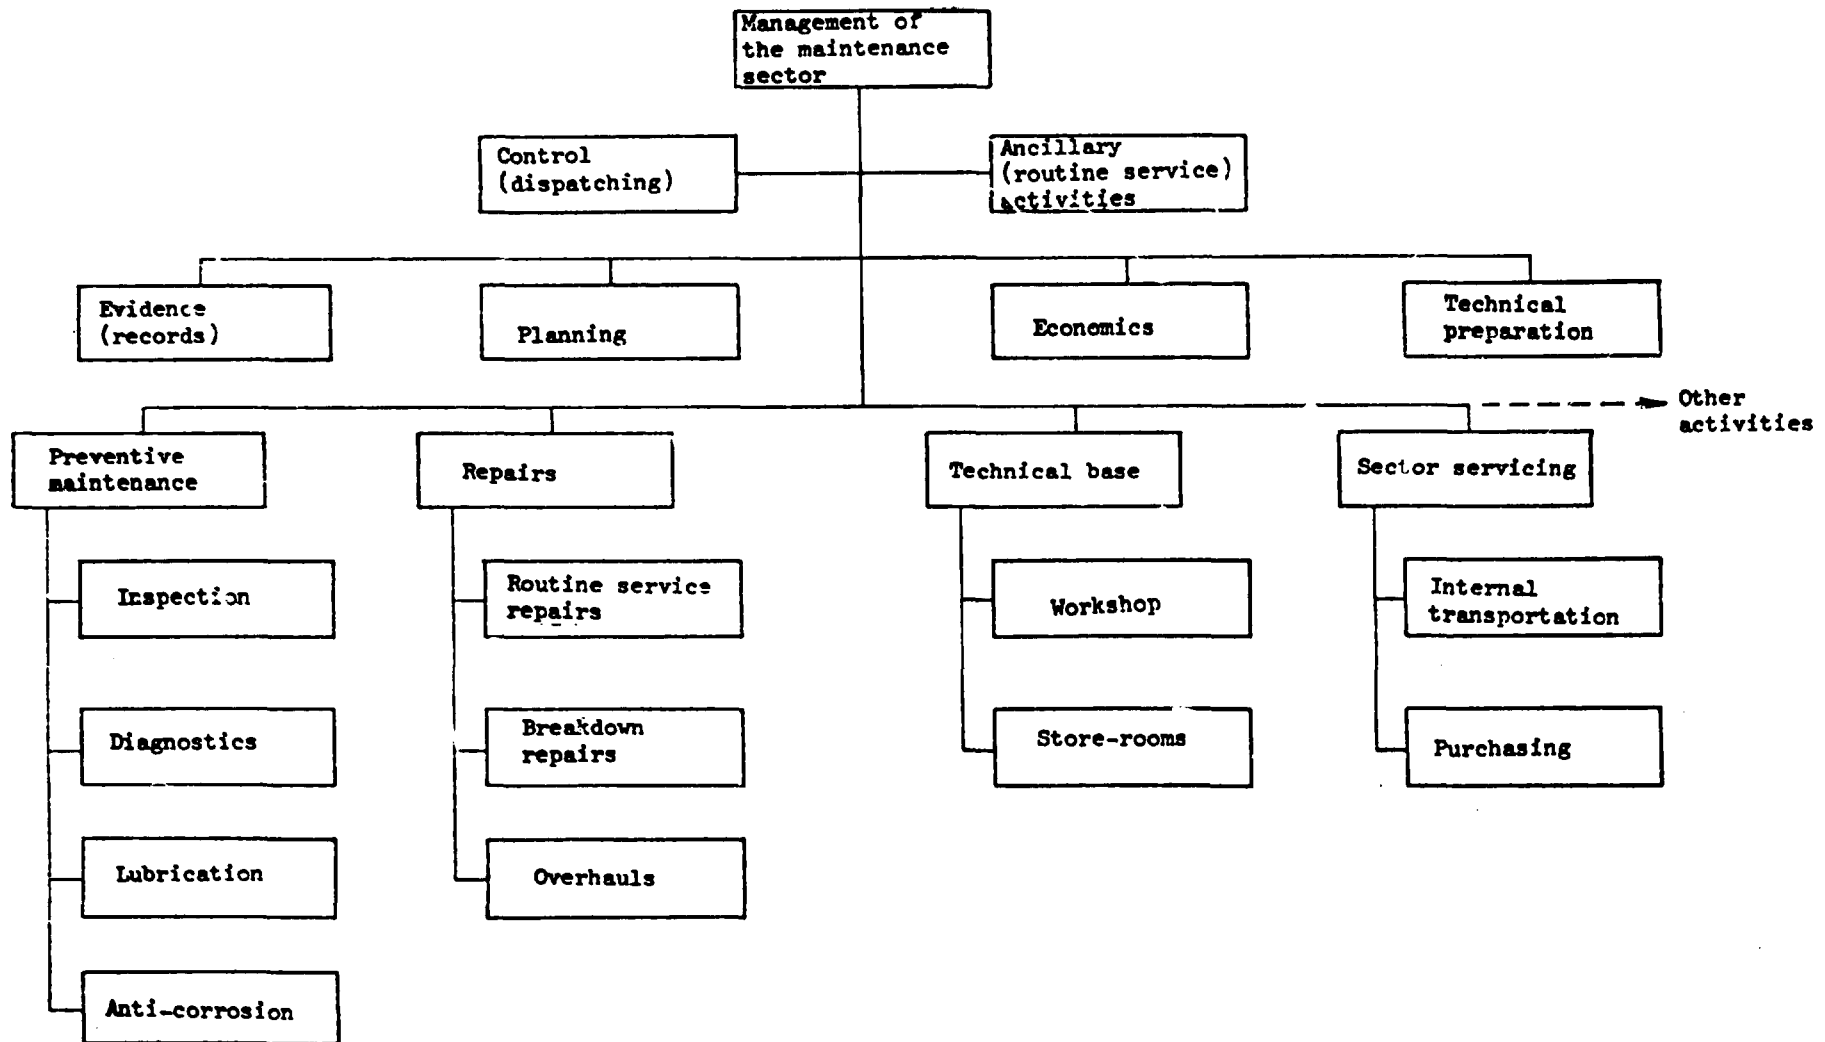 Management of
the maintenance
sector
Control
(dispatching)
Ancillary
(routine service)
activities
Evidence
(records)
Planning
Economics
Technical
preparation
Other
activities
Preventive
maintenance
Repairs
Technical base
Sector servicing
Inspection
Routine service
repairs
Workshop
Internal
transportation
Diagnostics
Breakdown
repairs
Store-rooms
Purchasing
Lubrication
Overhauls
Anti-corrosion